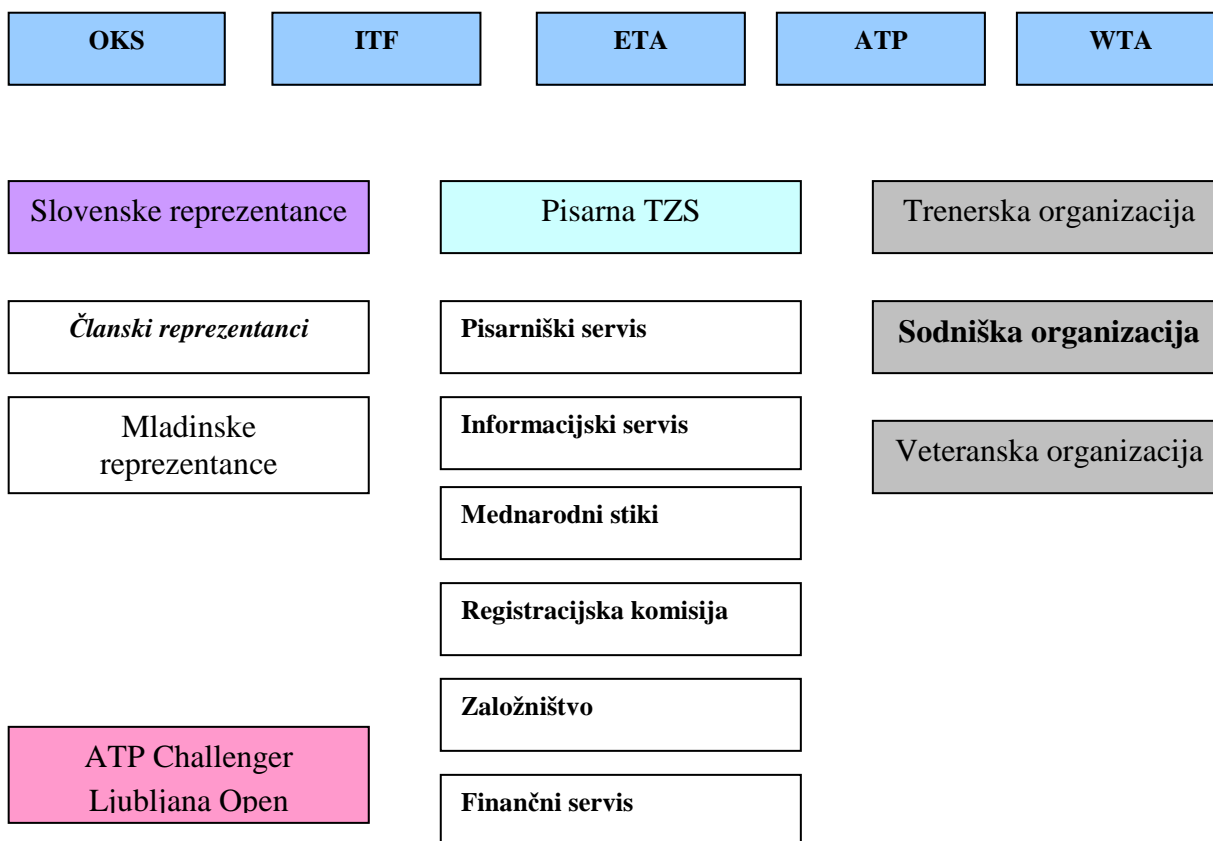 OKS
ITF
ETA
ATP
WTA
Slovenske reprezentance
Pisarna TZS
Trenerska organizacija
Članski reprezentanci
Pisarniški servis
Sodniška organizacija
Mladinske
reprezentance
Informacijski servis
Veteranska organizacija
Mednarodni stiki
Registracijska komisija
Založništvo
ATP Challenger
Ljubljana Open
Finančni servis